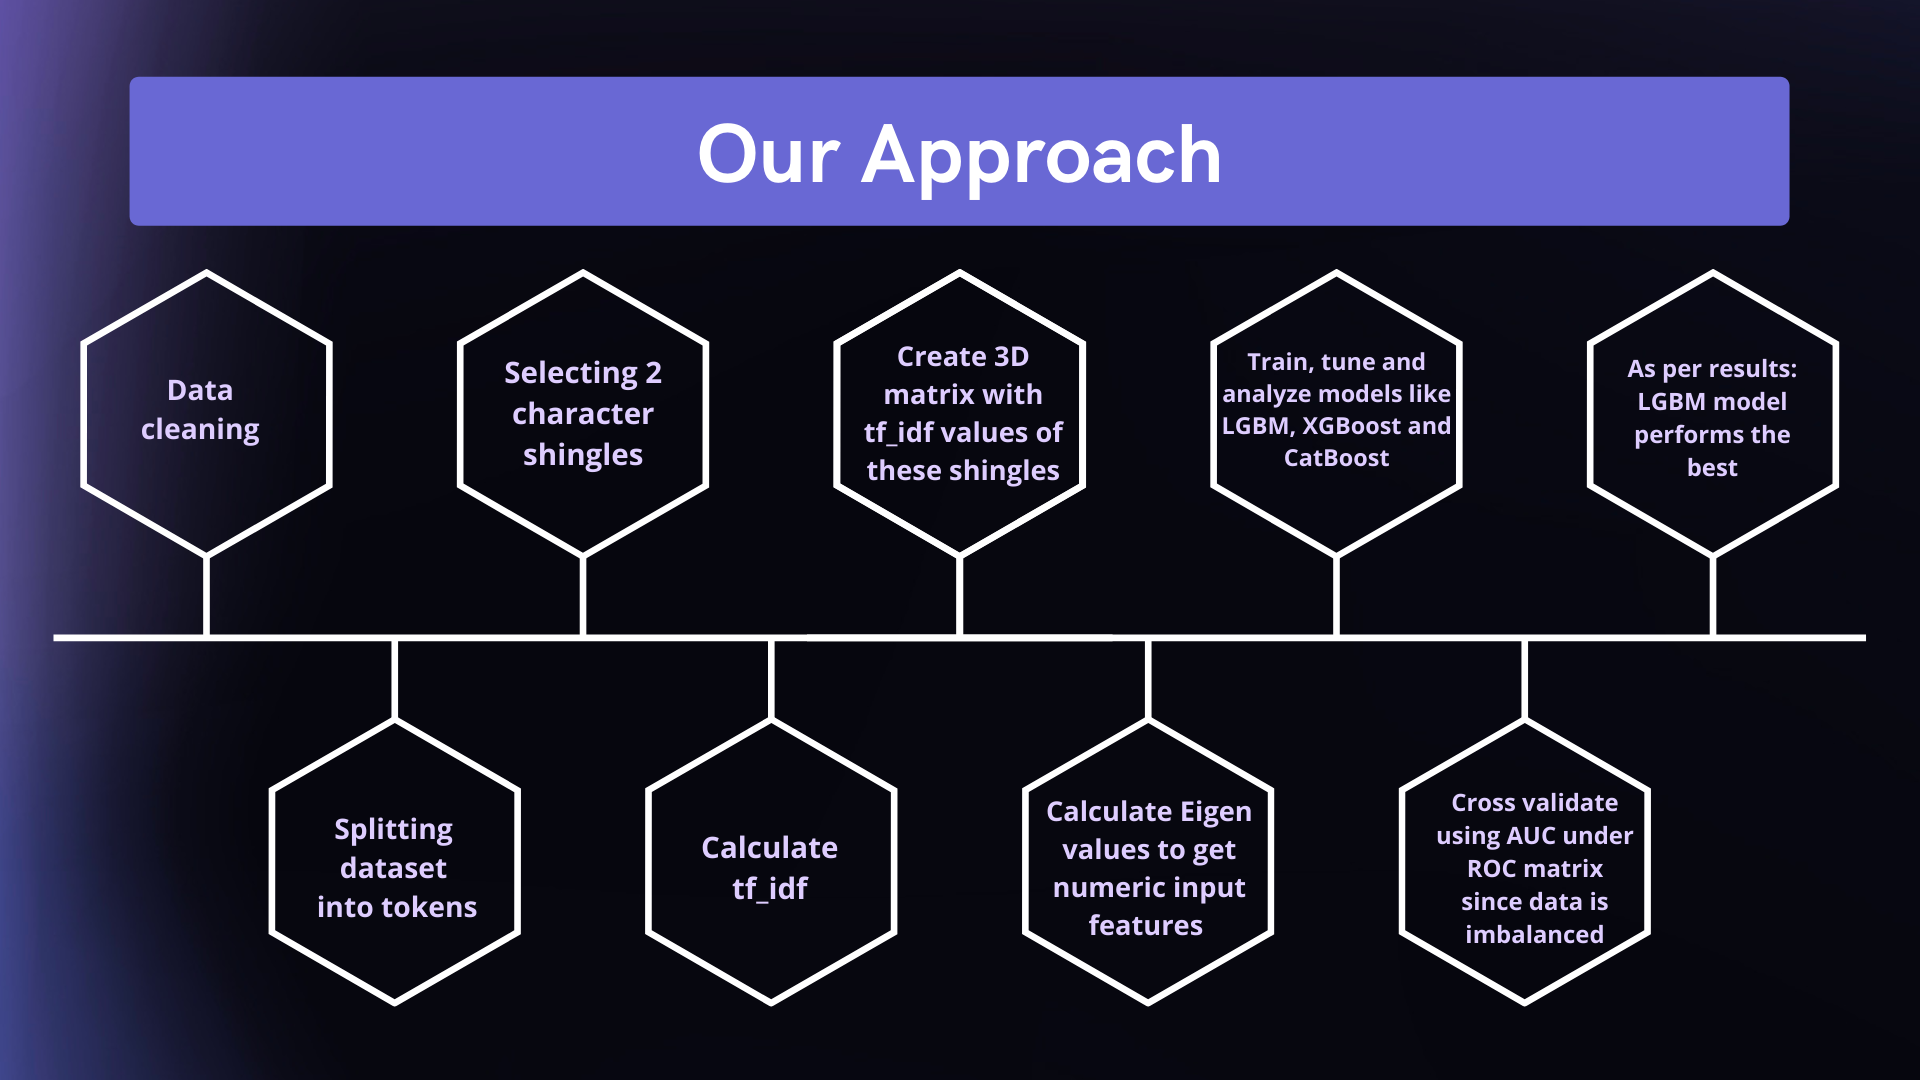 Our Approach
Data
cleaning
Splitting
dataset
into tokens
Selecting 2
character
shingles
Calculate
tf_idf
Create 3D
matrix with
tf_idf values of
these shingles
Calculate Eigen
values to get
numeric input
features
Train, tune and
analyze models like
LGBM, XGBoost and
CatBoost
Cross validate
using AUC under
ROC matrix
since data is
imbalanced
As per results:
LGBM model
performs the
best